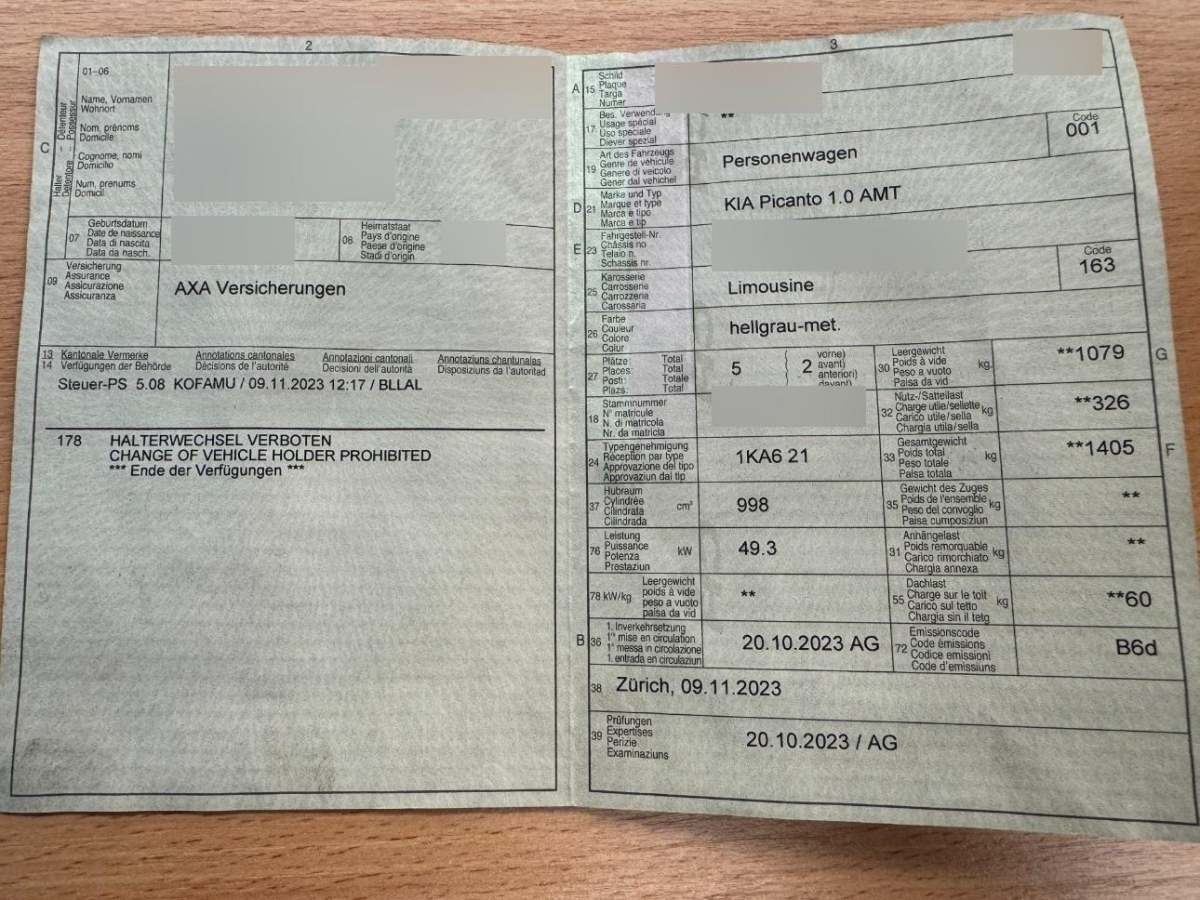 2
01-06
Halter - Détenteur
Detentore - Possessur
Name, Vornamen
Wohnort
Nom, prénoms
Domicile
C
Cognome, nomi
Domicilio
Num, prenums
Domicil
07
Geburtsdatum
Date de naissance
Data di nascita
Data da nasch.
08
Heimatstaat
Pays d'origine
Paese d'origine
Stadi d'origin
09
Versicherung
Assurance
Assicurazione
Assicuranza
AXA Versicherungen
13 Kantonale Vermerke Annotations cantonales Annotazioni cantonali Annotaziuns chantunalas
14 Verfügungen der Behörde Décisions de l'autorité Decisioni dell'autorità Disposiziuns da l'autoritad
Steuer-PS 5.08 KOFAMU / 09.11.2023 12:17 / BLLAL
178 HALTERWECHSEL VERBOTEN
CHANGE OF VEHICLE HOLDER PROHIBITED
*** Ende der Verfügungen ***
3
A 15
Schild
Plaque
Targa
Numer
17
Bes. Verwendung
Usage spécial
Uso speciale
Diever spezial
**
19
Art des Fahrzeugs
Genre de véhicule
Genere di veicolo
Gener dal vehichel
Personenwagen
Code
001
D 21
Marke und Typ
Marque et type
Marca e tipo
Marca e tip
KIA Picanto 1.0 AMT
E 23
Fahrgestell-Nr.
Châssis no
Telaio n.
Schassis nr.
25
Karosserie
Carrosserie
Carrozzeria
Carossaria
Limousine
Code
163
26
Farbe
Couleur
Colore
Colur
hellgrau-met.
27
Plätze: Total
Places: Total
Posti: Totale
Plazs: Total
5
2
vorne)
avant)
anteriori)
davant)
30
Leergewicht
Poids à vide
Peso a vuoto
Paisa da vid
kg
**1079
G
18
Stammnummer
N° matricule
N. di matricola
Nr. da matricla
32
Nutz-/Sattellast
Charge utile/sellette
Carico utile/sella
Chargia utila/sella
kg
**326
24
Typengenehmigung
Réception par type
Approvazione del tipo
Approvaziun dal tip
1KA6 21
33
Gesamtgewicht
Poids total
Peso totale
Paisa totala
kg
**1405
F
37
Hubraum
Cylindrée
Cilindrata
Cilindrada
cm³
998
35
Gewicht des Zuges
Poids de l'ensemble
Peso del convoglio
Paisa cumposiziun
kg
**
76
Leistung
Puissance
Potenza
Prestaziun
kW
49.3
31
Anhängelast
Poids remorquable
Carico rimorchiato
Chargia annexa
kg
**
78 kW/kg
Leergewicht
poids à vide
peso a vuoto
paisa da vid
**
55
Dachlast
Charge sur le toit
Carico sul tetto
Chargia sin il tetg
kg
**60
B 36
1. Inverkehrsetzung
1re mise en circulation
1a messa in circolazione
1. entrada en circulaziun
20.10.2023 AG
72
Emissionscode
Code émissions
Codice emissioni
Code d'emissiuns
B6d
38 Zürich, 09.11.2023
39
Prüfungen
Expertises
Perizie
Examinaziuns
20.10.2023 / AG